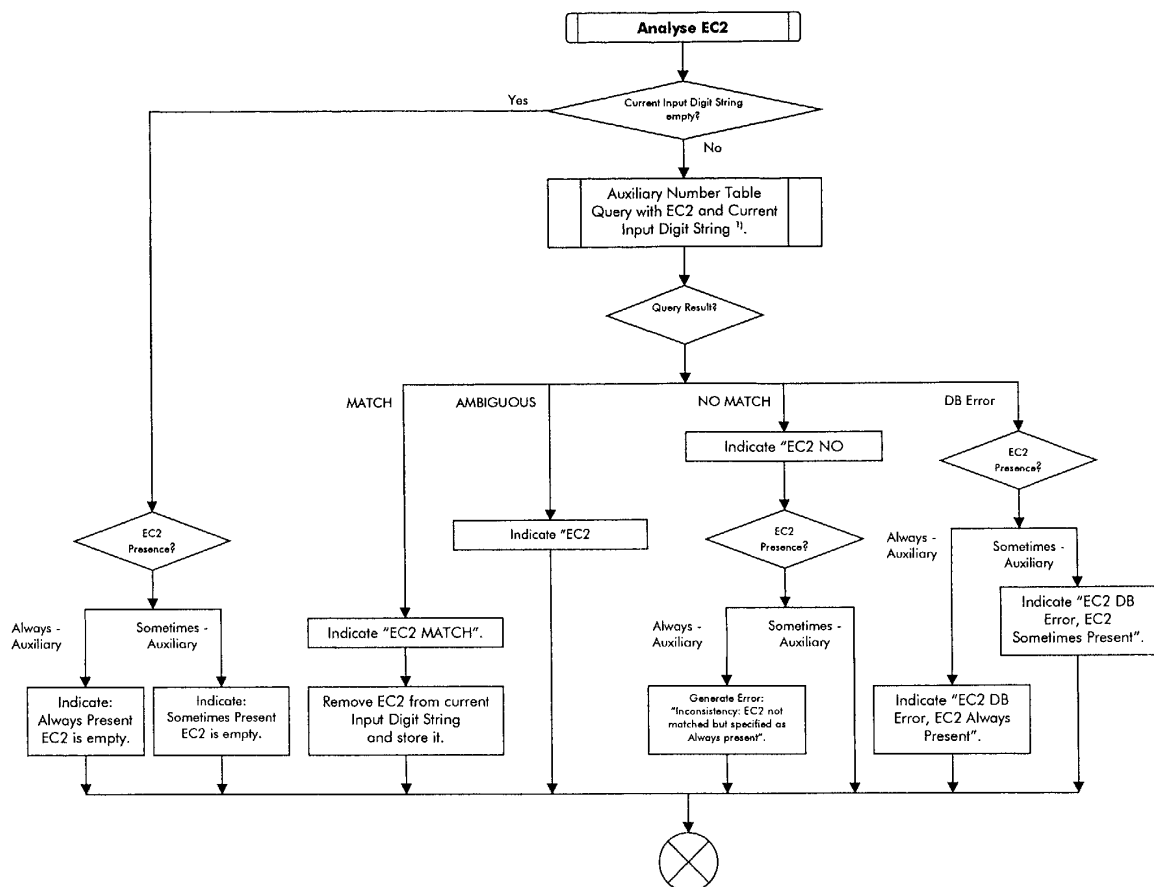 Analyse EC2
Current Input Digit String
empty?
Yes
No
Auxiliary Number Table
Query with EC2 and Current
Input Digit String 1).
Query Result?
MATCH
AMBIGUOUS
NO MATCH
DB Error
Indicate "EC2 NO
EC2
Presence?
EC2
Presence?
Indicate "EC2
EC2
Presence?
Always -
Auxiliary
Sometimes -
Auxiliary
Indicate "EC2 DB
Error, EC2
Sometimes Present".
Always -
Auxiliary
Sometimes -
Auxiliary
Indicate "EC2 MATCH".
Always -
Auxiliary
Sometimes -
Auxiliary
Indicate:
Always Present
EC2 is empty.
Indicate:
Sometimes Present
EC2 is empty.
Remove EC2 from current
Input Digit String
and store it.
Generate Error:
"Inconsistency: EC2 not
matched but specified as
Always present".
Indicate "EC2 DB
Error, EC2 Always
Present".